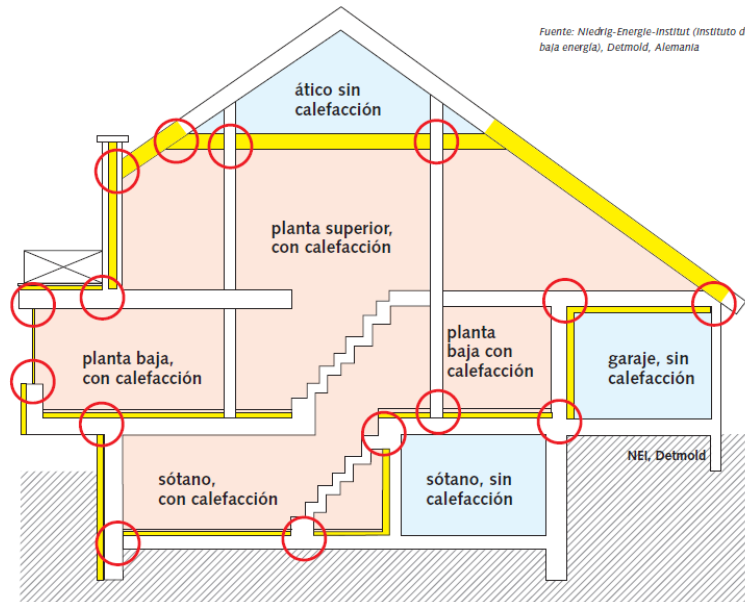 Fuente: Niedrig-Energie-Institut (Instituto d
baja energía), Detmold, Alemania
ático sin
calefacción
planta superior,
con calefacción
planta baja,
con calefacción
planta
baja con
calefacción
garaje, sin
calefacción
NEI, Detmold
sótano,
con calefacción
sótano, sin
calefacción